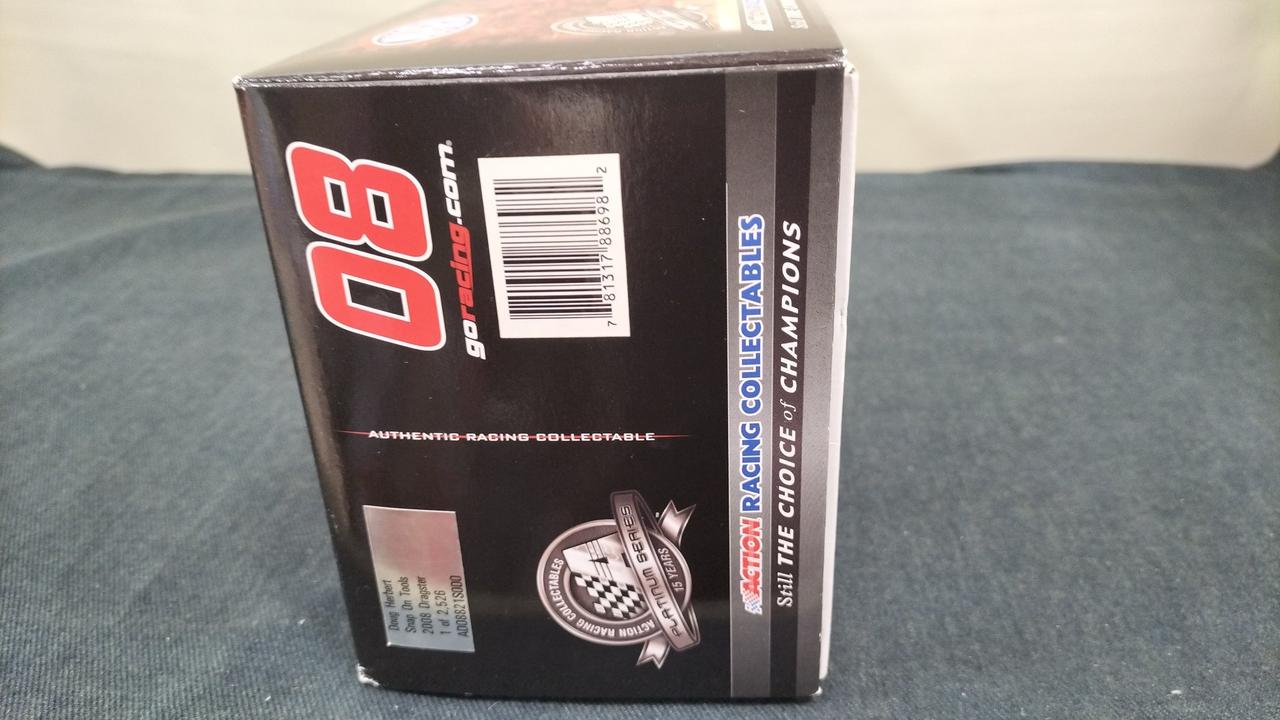 08
goracing.com
7 81317 88698 2
AUTHENTIC RACING COLLECTABLE
Doug Herbert
Snap On Tools
2008 Dragster
1 of 2,526
AD08821SDDO
ACTION RACING COLLECTABLES
PLATINUM SERIES
15 YEARS
ACTION RACING COLLECTABLES
Still THE CHOICE of CHAMPIONS